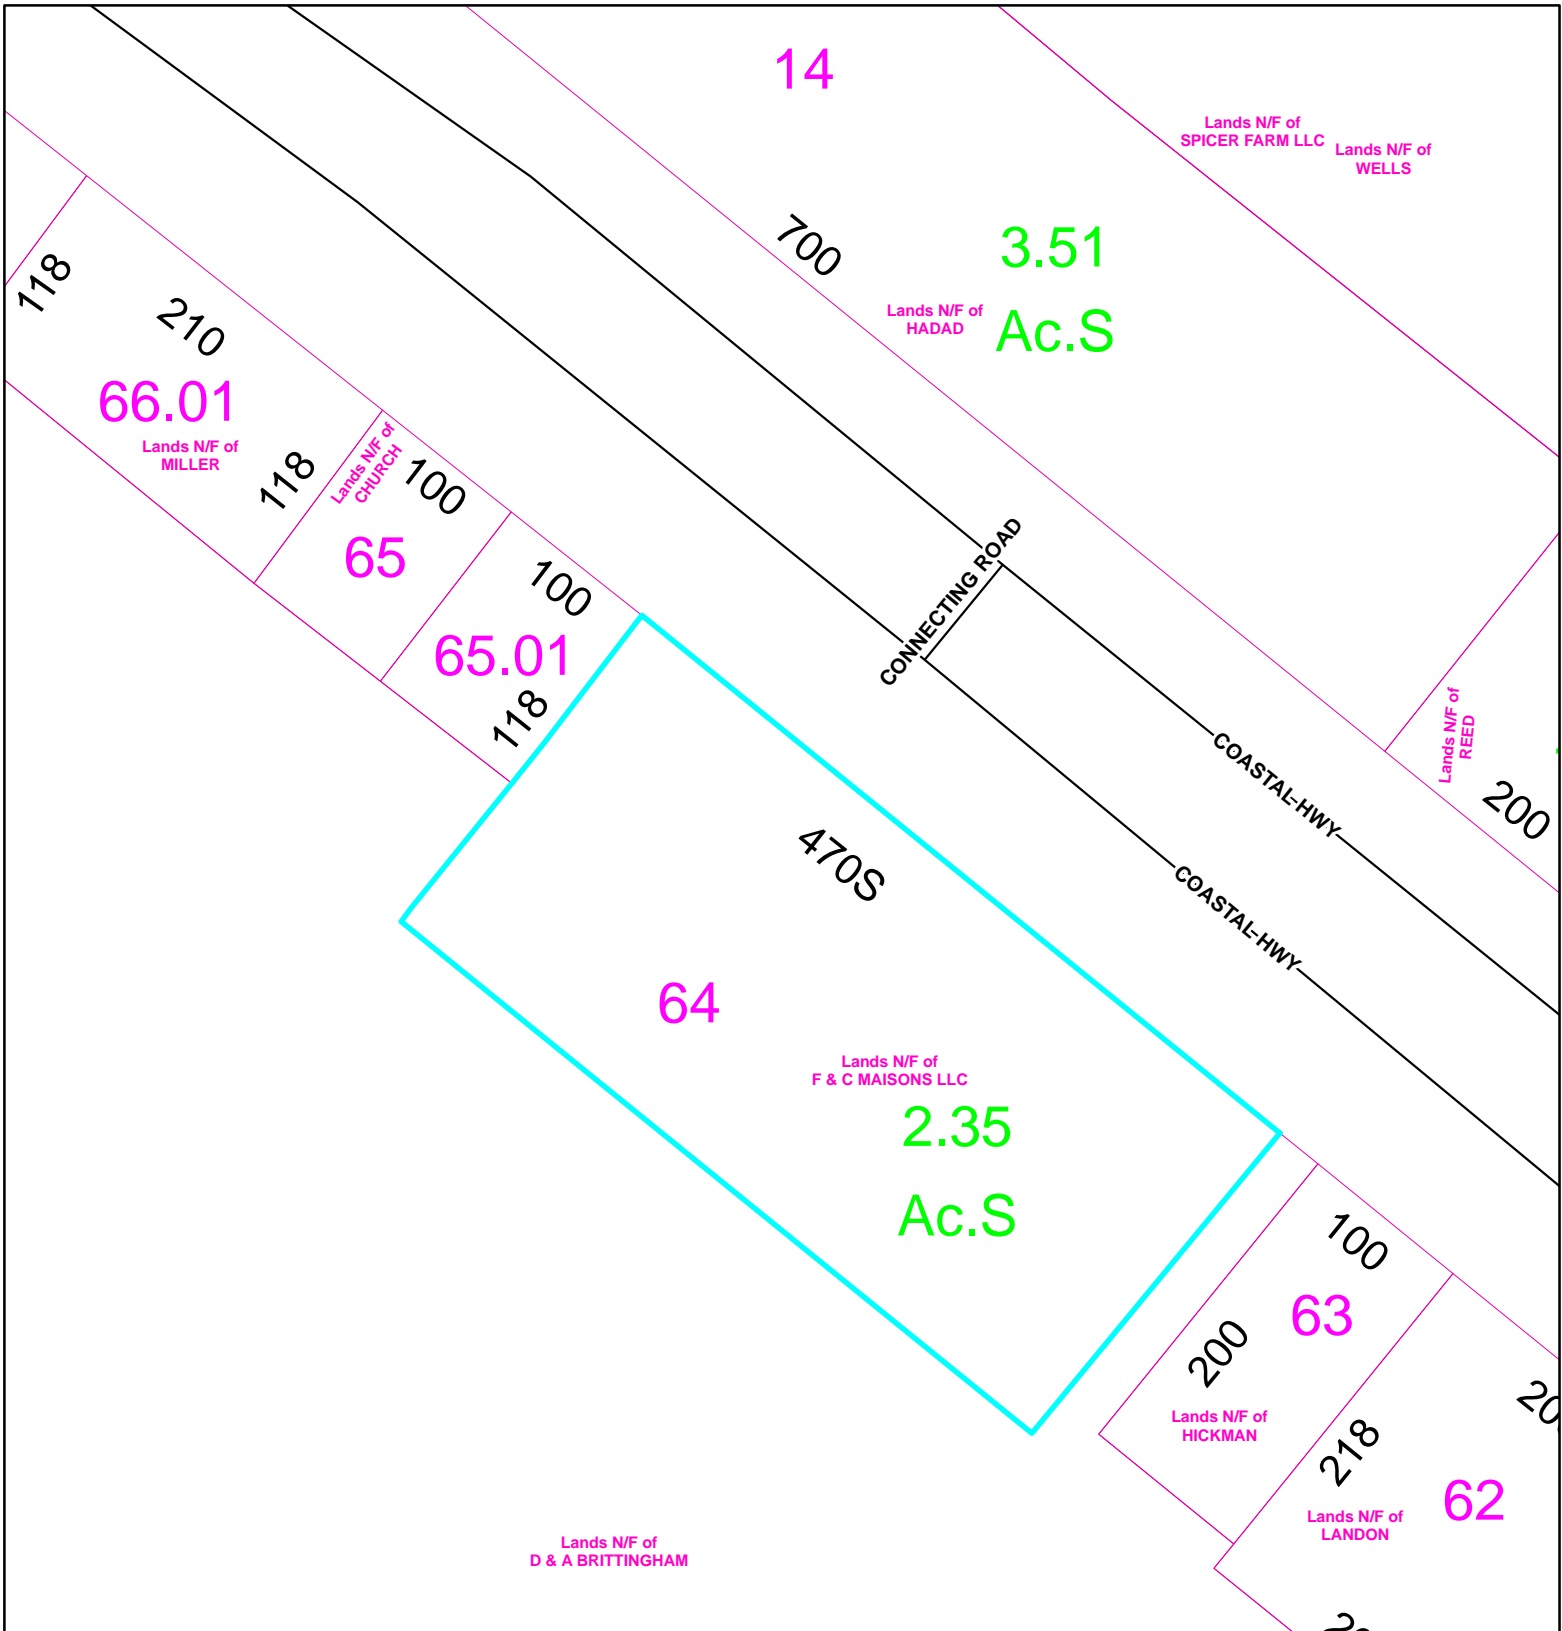 14
Lands N/F of
SPICER FARM LLC
Lands N/F of
WELLS
700
3.51
Ac.S
Lands N/F of
HADAD
118
210
66.01
Lands N/F of
MILLER
118
Lands N/F of
CHURCH
100
65
100
65.01
118
CONNECTING ROAD
COASTAL HWY
COASTAL HWY
Lands N/F of
REED
200
470S
64
Lands N/F of
F & C MAISONS LLC
2.35
Ac.S
100
63
200
Lands N/F of
HICKMAN
218
62
Lands N/F of
LANDON
Lands N/F of
D & A BRITTINGHAM